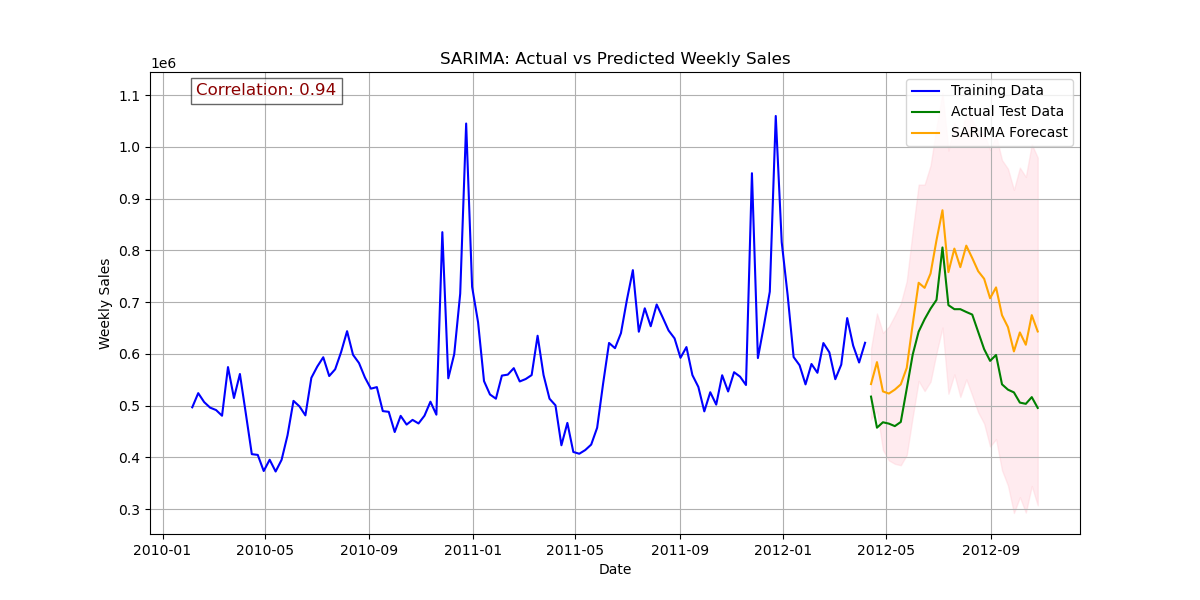 SARIMA: Actual vs Predicted Weekly Sales
1e6
Correlation: 0.94
Training Data
Actual Test Data
SARIMA Forecast
1.1
1.0
0.9
0.8
0.7
0.6
0.5
0.4
0.3
Weekly Sales
2010-01 2010-05 2010-09 2011-01 2011-05 2011-09 2012-01 2012-05 2012-09
Date